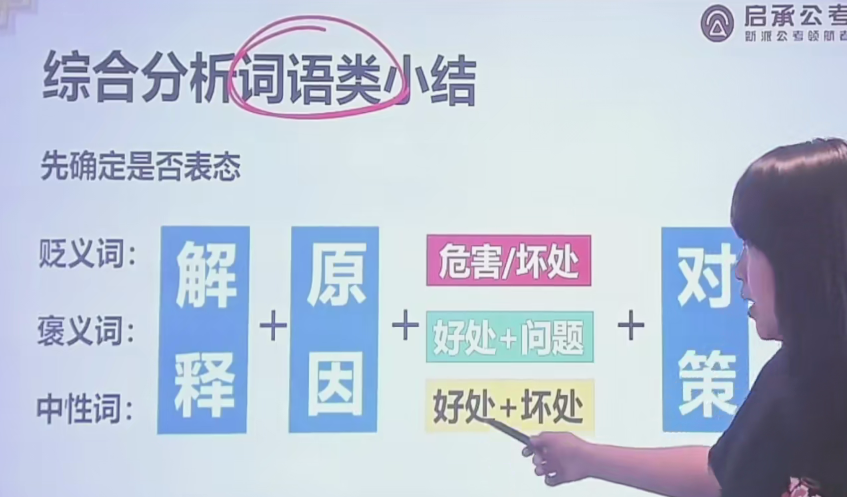 启承公考
新派公考领航者
综合分析词语类小结
先确定是否表态
贬义词：
褒义词：
中性词：
解释
+
原因
+
危害/坏处
好处+问题
好处+坏处
+
对策